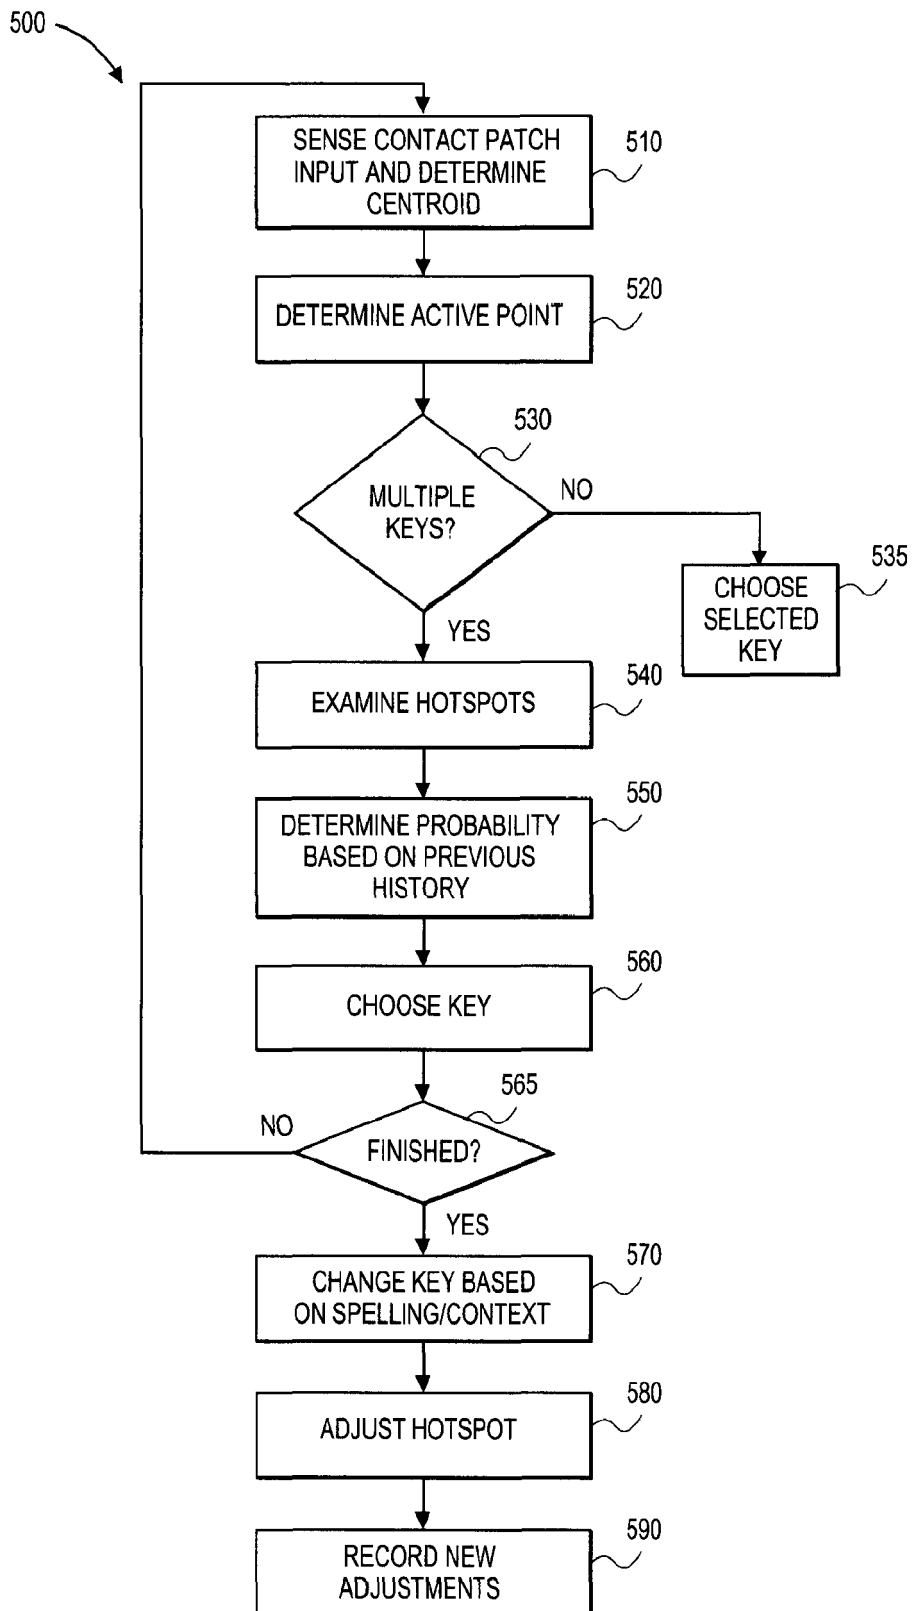 500
SENSE CONTACT PATCH
INPUT AND DETERMINE
CENTROID
510
DETERMINE ACTIVE POINT
520
530
MULTIPLE
KEYS?
NO
535
CHOOSE
SELECTED
KEY
YES
540
EXAMINE HOTSPOTS
550
DETERMINE PROBABILITY
BASED ON PREVIOUS
HISTORY
560
CHOOSE KEY
565
NO
FINISHED?
YES
570
CHANGE KEY BASED
ON SPELLING/CONTEXT
580
ADJUST HOTSPOT
590
RECORD NEW
ADJUSTMENTS